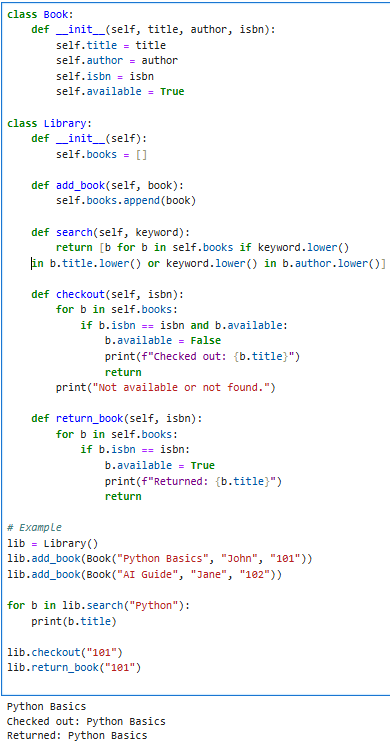 class Book:
    def __init__(self, title, author, isbn):
        self.title = title
        self.author = author
        self.isbn = isbn
        self.available = True

class Library:
    def __init__(self):
        self.books = []

    def add_book(self, book):
        self.books.append(book)

    def search(self, keyword):
        return [b for b in self.books if keyword.lower()
    in b.title.lower() or keyword.lower() in b.author.lower()]

    def checkout(self, isbn):
        for b in self.books:
            if b.isbn == isbn and b.available:
                b.available = False
                print(f"Checked out: {b.title}")
                return
        print("Not available or not found.")

    def return_book(self, isbn):
        for b in self.books:
            if b.isbn == isbn:
                b.available = True
                print(f"Returned: {b.title}")
                return

# Example
lib = Library()
lib.add_book(Book("Python Basics", "John", "101"))
lib.add_book(Book("AI Guide", "Jane", "102"))

for b in lib.search("Python"):
    print(b.title)

lib.checkout("101")
lib.return_book("101")

Python Basics
Checked out: Python Basics
Returned: Python Basics